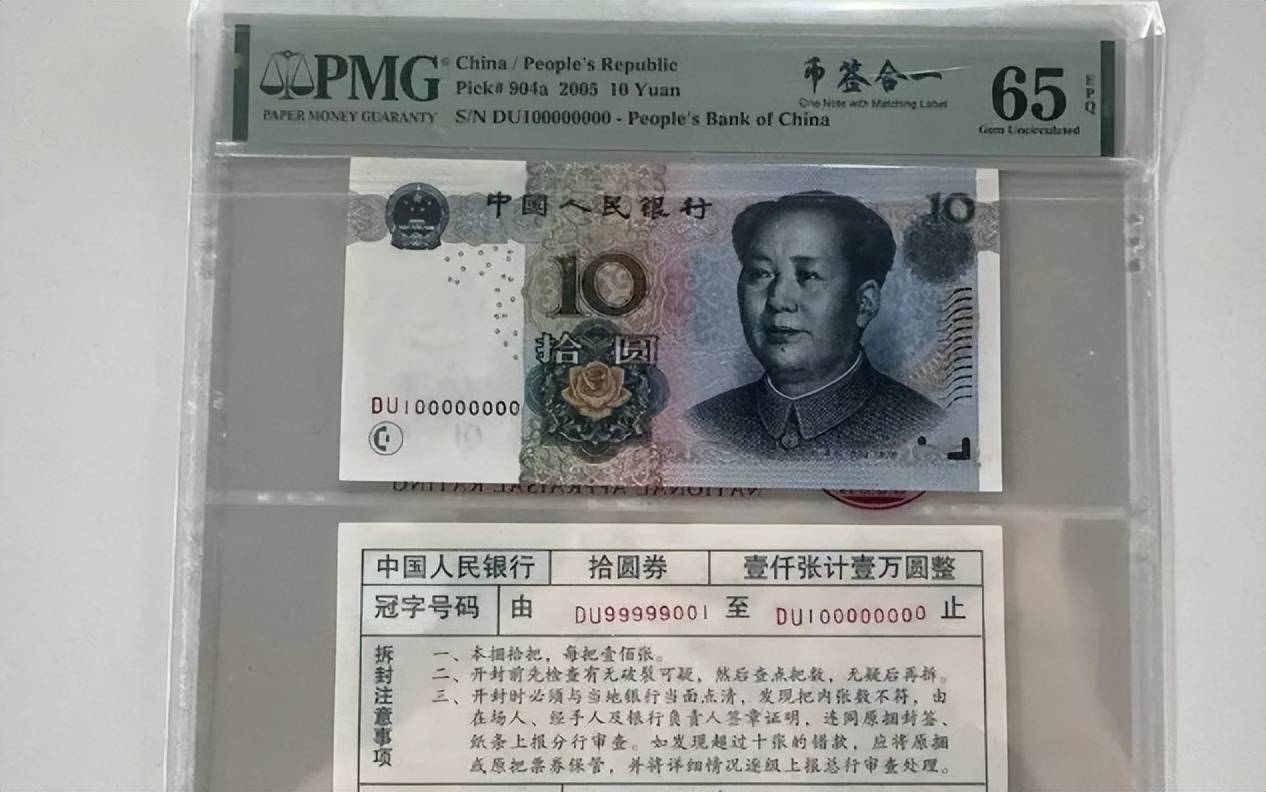 PMG
PAPER MONEY GUARANTY
China / People's Republic
Pick# 904a 2005 10 Yuan
S/N DU100000000 - People's Bank of China
币签合一
One Note with Matching Label
65
EPQ
Gem Uncirculated
中国人民银行
10
10
拾圆
DU100000000
NATIONAL APPRAISAL RATING
中国人民银行 拾圆券 壹仟张计壹万圆整
冠字号码 由 DU99999001 至 DU100000000 止
拆封注意事项
一、本捆拾把，每把壹佰张。
二、开封前先检查有无破裂可疑，然后查点把数，无疑后再拆。
三、开封时必须与当地银行当面点清，发现把内张数不符，由
在场人、经手人及银行负责人签章证明，连同原捆封签、
纸条上报分行审查。如发现超过十张的错款，应将原捆
或原把票券保管，并将详细情况逐级上报总行审查处理。